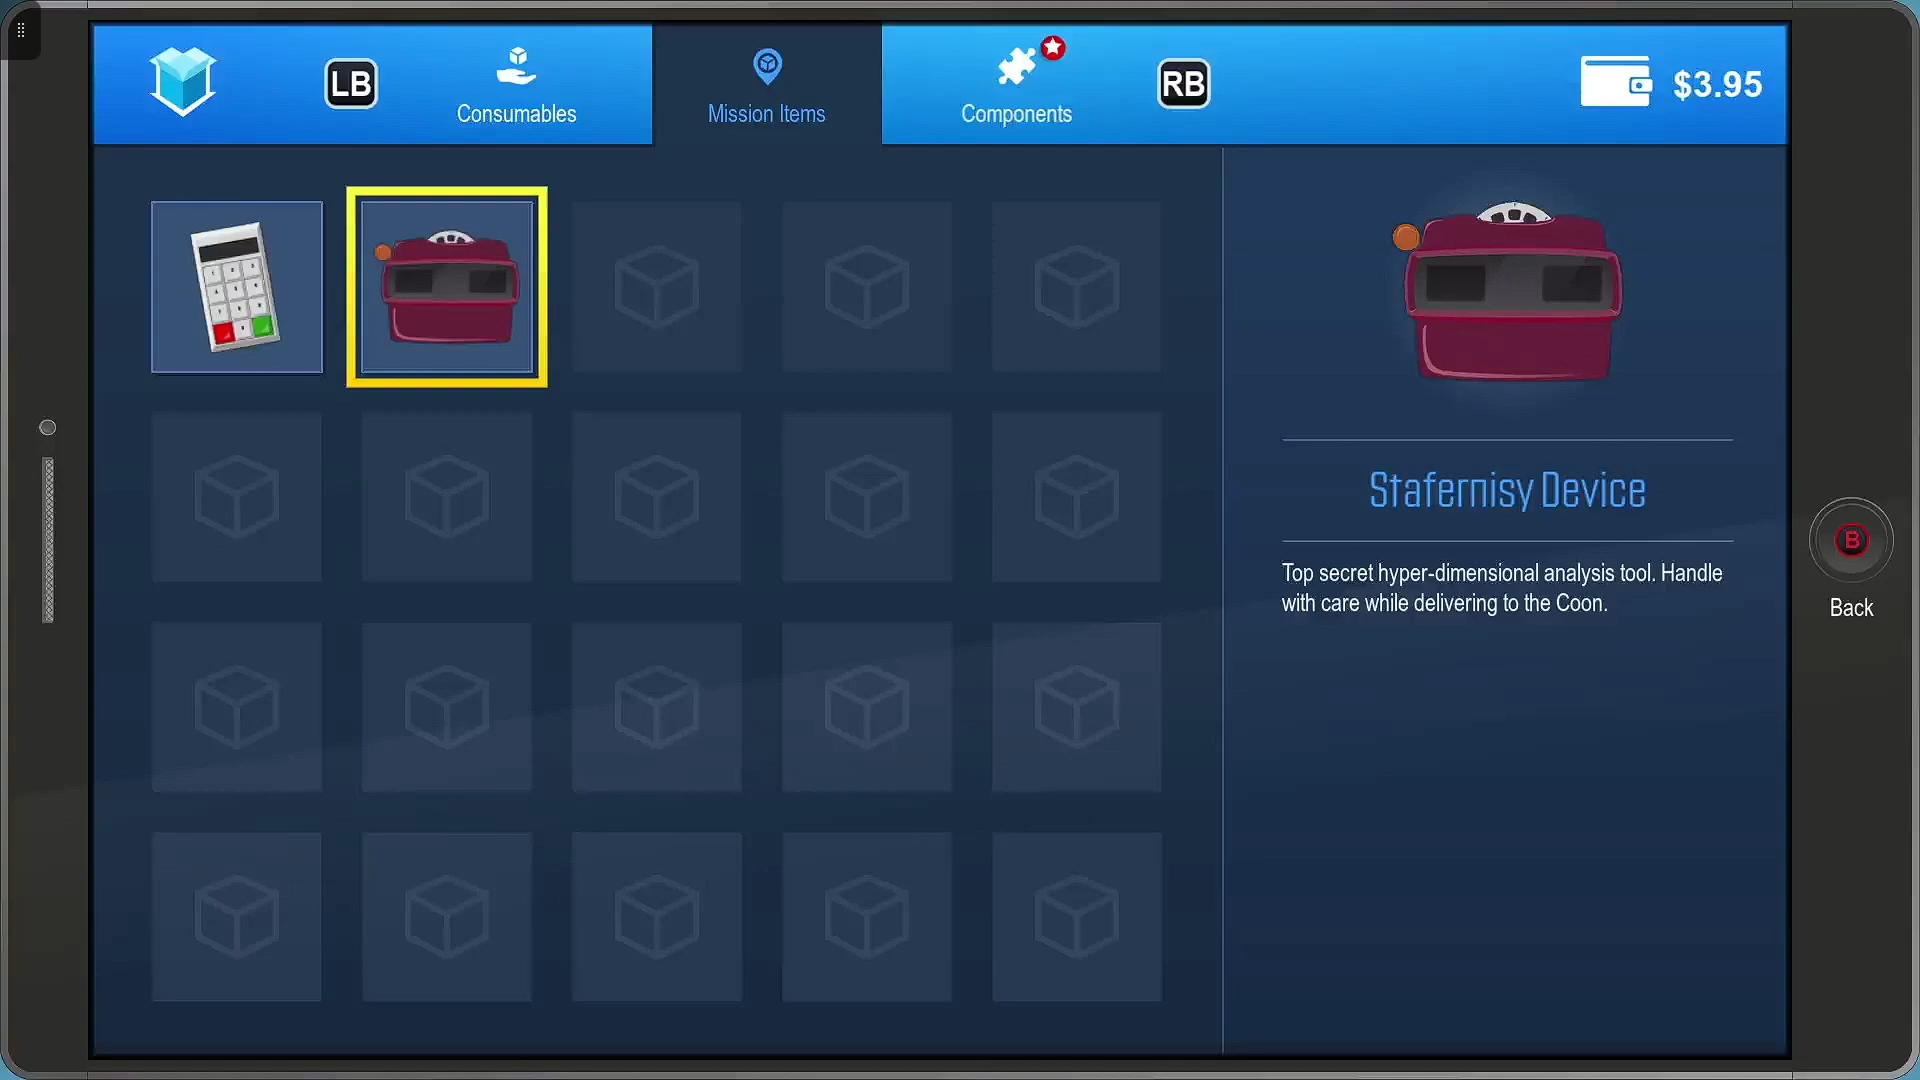 LB
Consumables
Mission Items
Components
RB
$3.95
Stafernisy Device
Top secret hyper-dimensional analysis tool. Handle
with care while delivering to the Coon.
B
Back